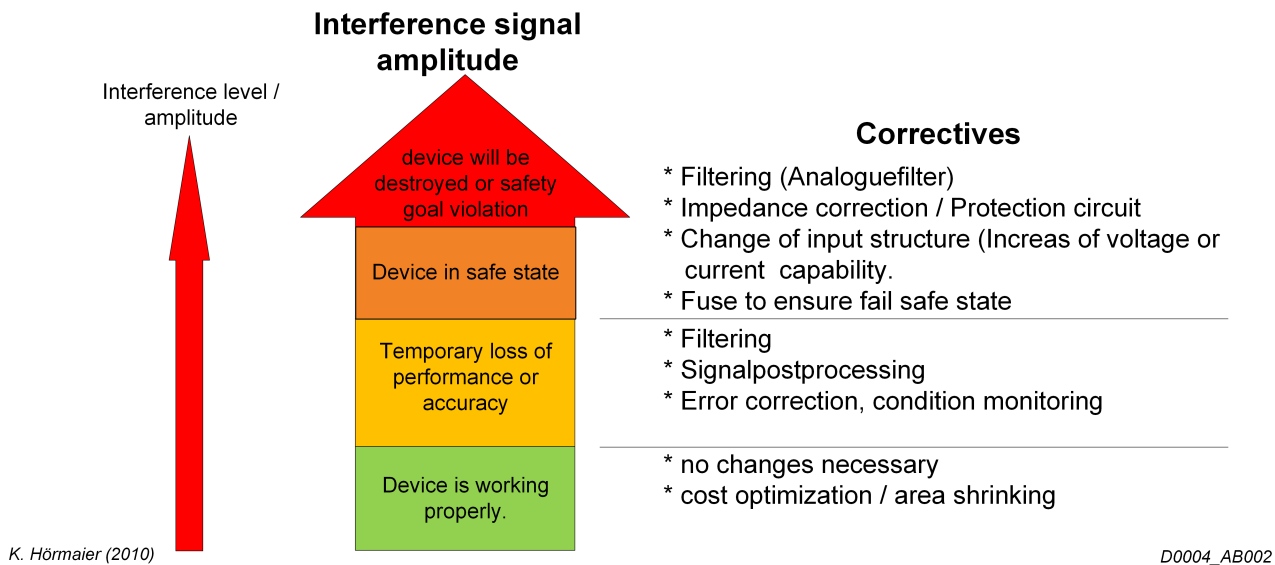 Interference signal
amplitude
Interference level /
amplitude
device will be
destroyed or safety
goal violation
Device in safe state
Temporary loss of
performance or
accuracy
Device is working
properly.
Correctives
* Filtering (Analoguefilter)
* Impedance correction / Protection circuit
* Change of input structure (Increas of voltage or
current capability.
* Fuse to ensure fail safe state
* Filtering
* Signalpostprocessing
* Error correction, condition monitoring
* no changes necessary
* cost optimization / area shrinking
K. Hörmaier (2010)
D0004_AB002